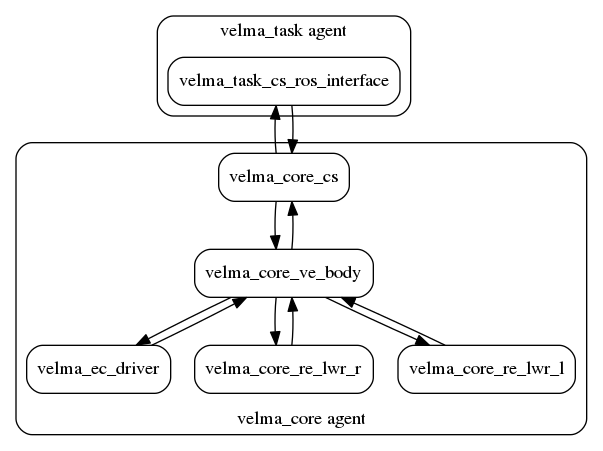 velma_task agent
velma_task_cs_ros_interface
velma_core_cs
velma_core_ve_body
velma_ec_driver
velma_core_re_lwr_r
velma_core_re_lwr_l
velma_core agent